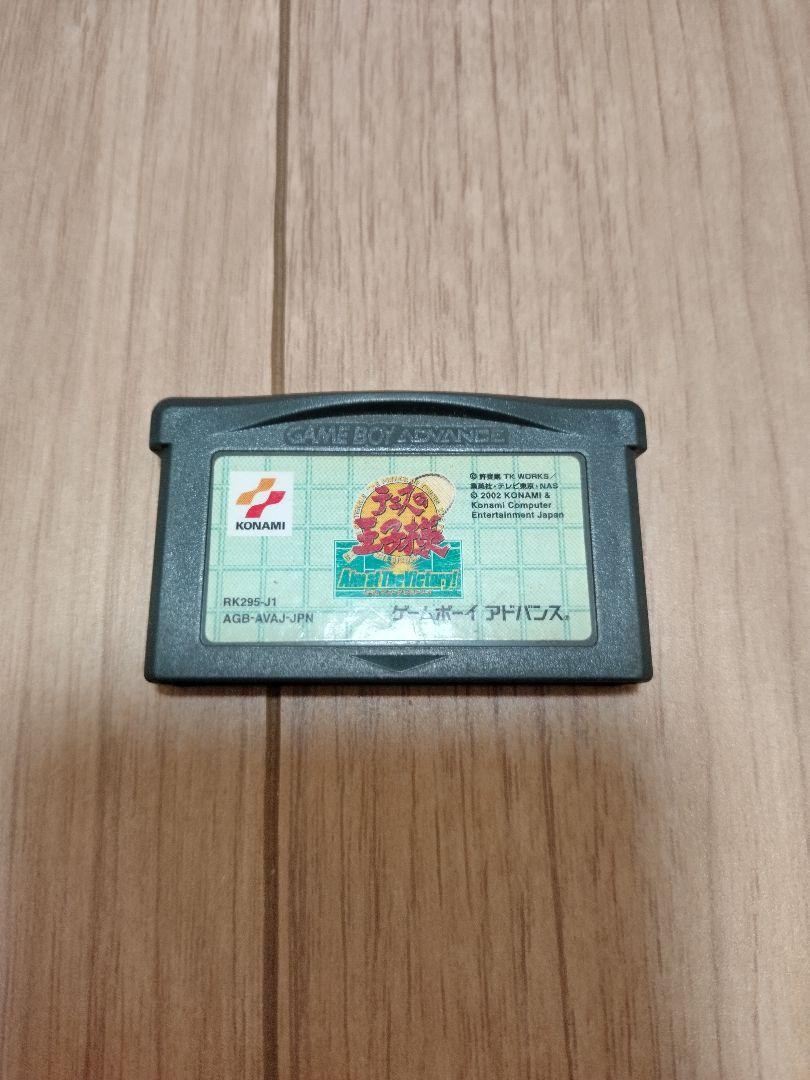 GAME BOY ADVANCE
KONAMI
© 許斐剛 TK WORKS/
集英社・テレビ東京・NAS
© 2002 KONAMI &
Konami Computer
Entertainment Japan
テニスの
王子様
Aim at The Victory!
RK295-J1
AGB-AVAJ-JPN
ゲームボーイ アドバンス